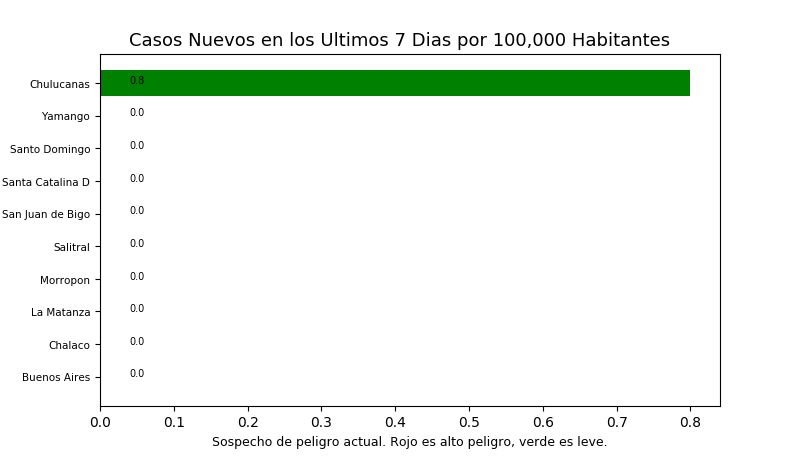 Casos Nuevos en los Ultimos 7 Dias por 100,000 Habitantes
Chulucanas 0.8
Yamango 0.0
Santo Domingo 0.0
Santa Catalina D 0.0
San Juan de Bigo 0.0
Salitral 0.0
Morropon 0.0
La Matanza 0.0
Chalaco 0.0
Buenos Aires 0.0
0.0 0.1 0.2 0.3 0.4 0.5 0.6 0.7 0.8
Sospecho de peligro actual. Rojo es alto peligro, verde es leve.